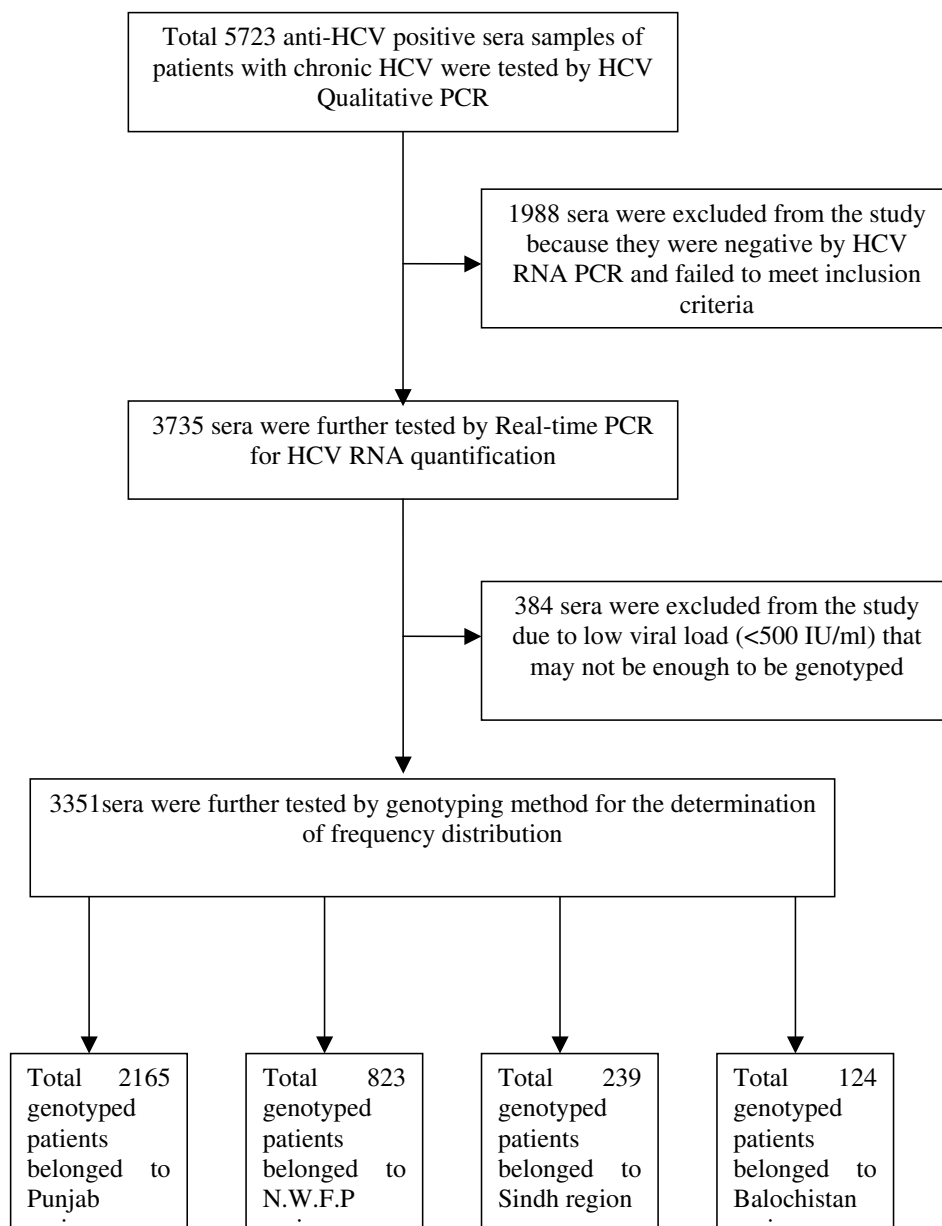 Total 5723 anti-HCV positive sera samples of
patients with chronic HCV were tested by HCV
Qualitative PCR
1988 sera were excluded from the study
because they were negative by HCV
RNA PCR and failed to meet inclusion
criteria
3735 sera were further tested by Real-time PCR
for HCV RNA quantification
384 sera were excluded from the study
due to low viral load (<500 IU/ml) that
may not be enough to be genotyped
3351sera were further tested by genotyping method for the determination
of frequency distribution
Total 2165
genotyped
patients
belonged to
Punjab
Total 823
genotyped
patients
belonged to
N.W.F.P
Total 239
genotyped
patients
belonged to
Sindh region
Total 124
genotyped
patients
belonged to
Balochistan